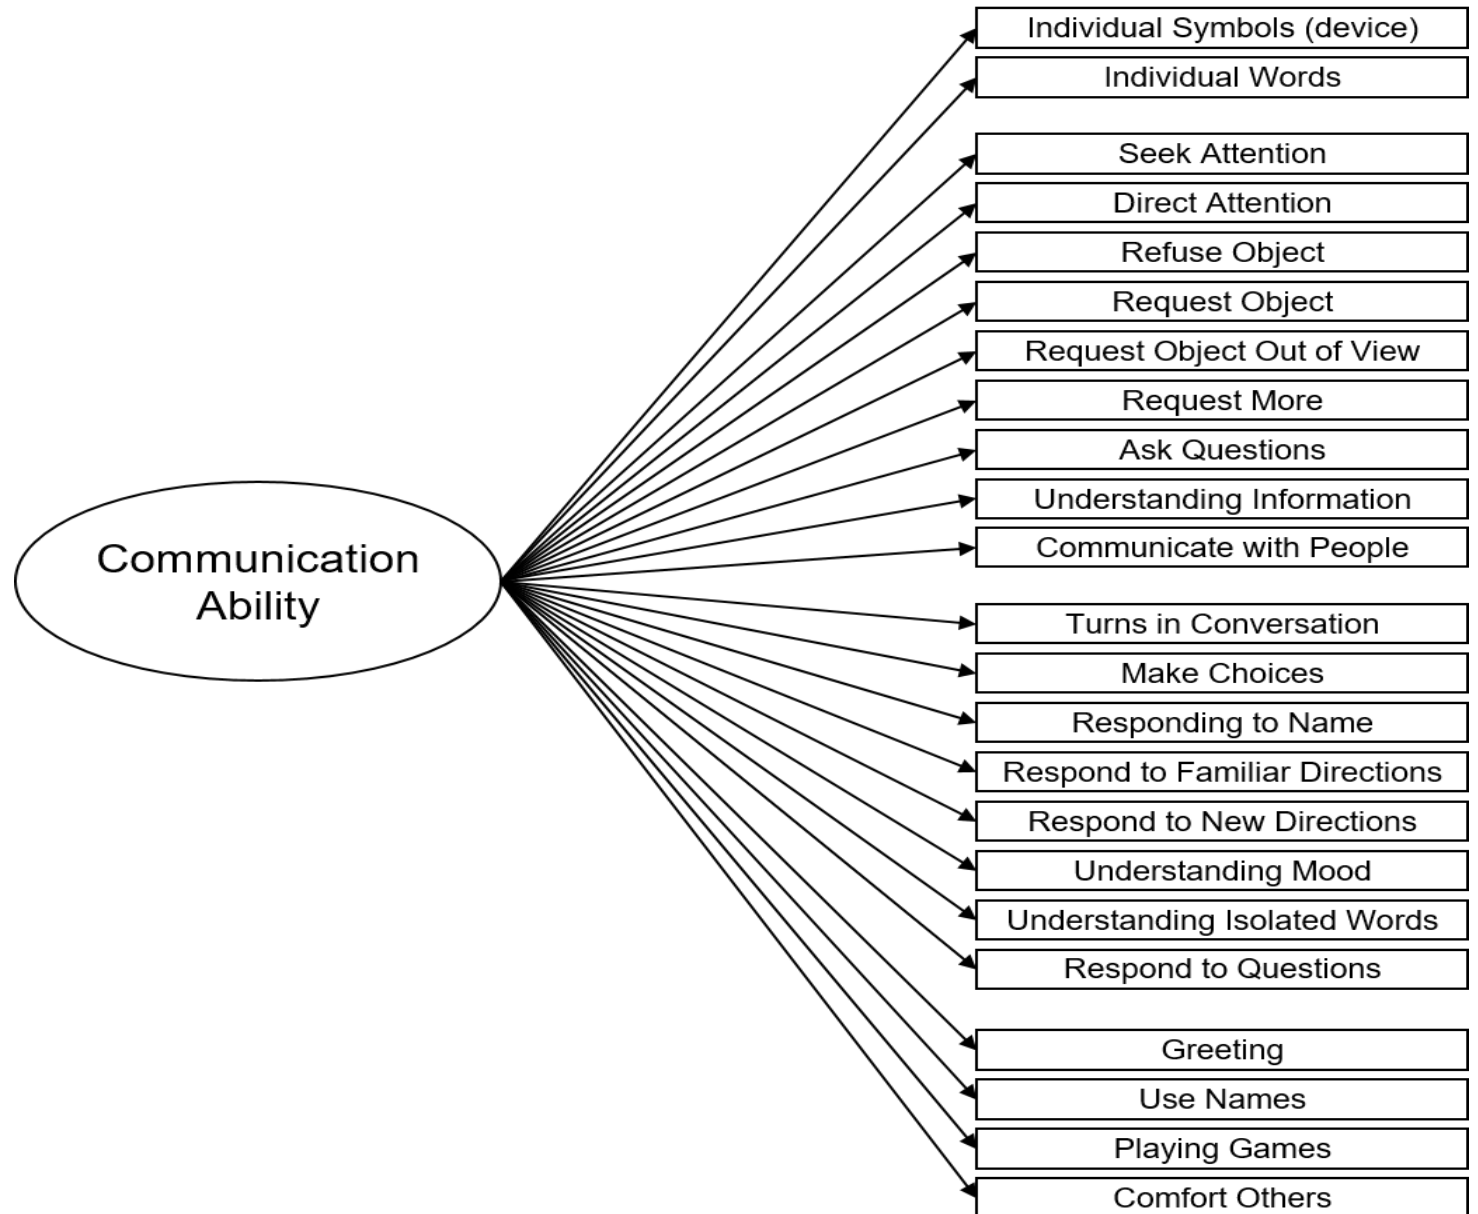 Individual Symbols (device)
Individual Words
Seek Attention
Direct Attention
Refuse Object
Request Object
Request Object Out of View
Request More
Ask Questions
Understanding Information
Communicate with People
Communication
Ability
Turns in Conversation
Make Choices
Responding to Name
Respond to Familiar Directions
Respond to New Directions
Understanding Mood
Understanding Isolated Words
Respond to Questions
Greeting
Use Names
Playing Games
Comfort Others